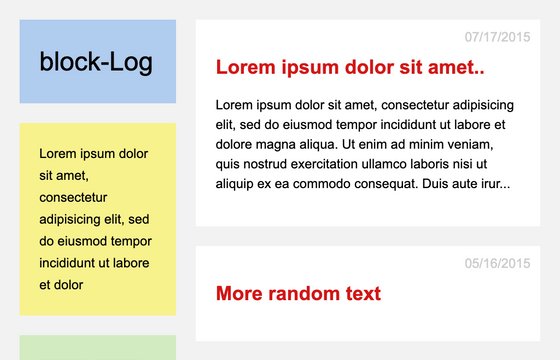 block-Log
Lorem ipsum dolor
sit amet,
consectetur
adipisicing elit, sed
do eiusmod tempor
incididunt ut labore
et dolor
07/17/2015
Lorem ipsum dolor sit amet..
Lorem ipsum dolor sit amet, consectetur adipisicing
elit, sed do eiusmod tempor incididunt ut labore et
dolore magna aliqua. Ut enim ad minim veniam,
quis nostrud exercitation ullamco laboris nisi ut
aliquip ex ea commodo consequat. Duis aute irur...
05/16/2015
More random text